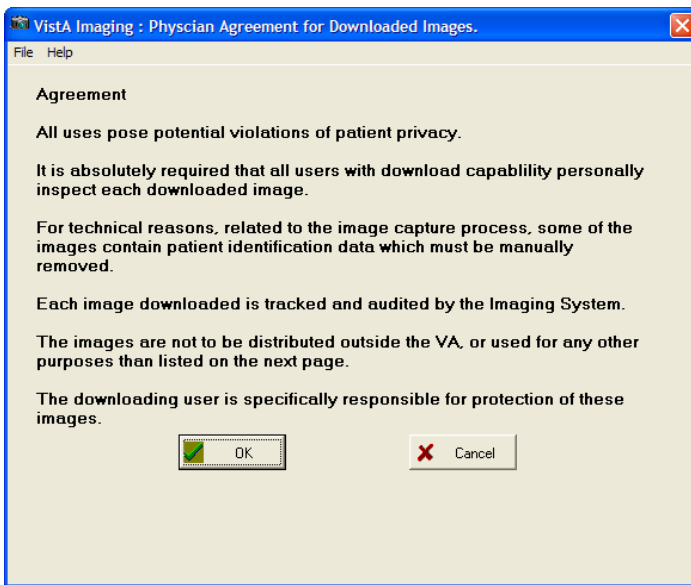 VistA Imaging : Physcian Agreement for Downloaded Images.
File Help
Agreement
All uses pose potential violations of patient privacy.
It is absolutely required that all users with download capablility personally
inspect each downloaded image.
For technical reasons, related to the image capture process, some of the
images contain patient identification data which must be manually
removed.
Each image downloaded is tracked and audited by the Imaging System.
The images are not to be distributed outside the VA, or used for any other
purposes than listed on the next page.
The downloading user is specifically responsible for protection of these
images.
OK Cancel